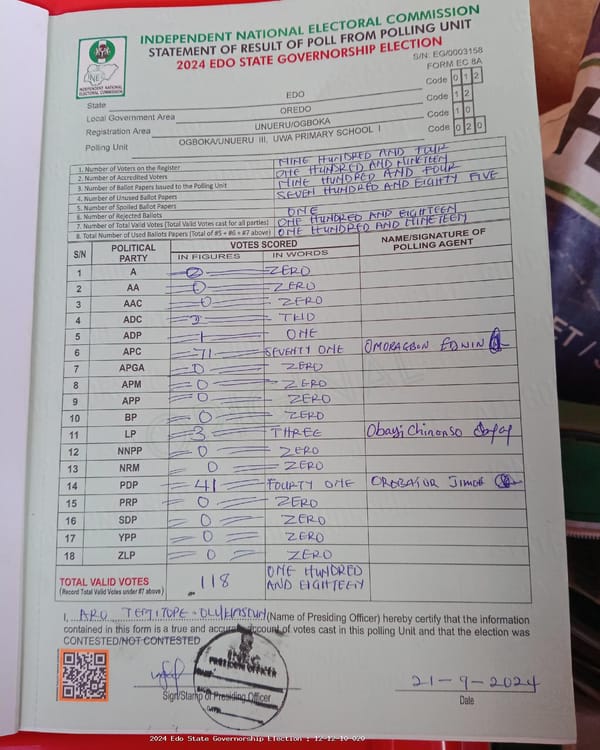 INDEPENDENT NATIONAL ELECTORAL COMMISSION
STATEMENT OF RESULT OF POLL FROM POLLING UNIT
2024 EDO STATE GOVERNORSHIP ELECTION
S/N: EG/0003158
FORM EC 8A
INEC
INDEPENDENT NATIONAL ELECTORAL COMMISSION
State EDO Code 0 1 2
Local Government Area OREDO Code 1 2
Registration Area UNUERU/OGBOKA Code 1 0
Polling Unit OGBOKA/UNUERU III, UWA PRIMARY SCHOOL I Code 0 2 0
1. Number of Voters on the Register NINE HUNDRED AND FOUR
2. Number of Accredited Voters ONE HUNDRED AND NINETEEN
3. Number of Ballot Papers Issued to the Polling Unit NINE HUNDRED AND FOUR
4. Number of Unused Ballot Papers SEVEN HUNDRED AND EIGHTY FIVE
5. Number of Spoiled Ballot Papers
6. Number of Rejected Ballots ONE
7. Number of Total Valid Votes (Total Valid Votes cast for all parties) ONE HUNDRED AND EIGHTEEN
8. Total Number of Used Ballots Papers (Total of #5 + #6 + #7 above) ONE HUNDRED AND NINETEEN
S/N POLITICAL PARTY VOTES SCORED NAME/SIGNATURE OF POLLING AGENT
IN FIGURES IN WORDS
1 A 0 ZERO
2 AA 0 ZERO
3 AAC 0 ZERO
4 ADC
5 ADP 1 ONE
6 APC 71 SEVENTY ONE OMORAGBON EDWIN
7 APGA 0 ZERO
8 APM 0 ZERO
9 APP 0 ZERO
10 BP 0 ZERO
11 LP 3 THREE Obayi Chinonso
12 NNPP 0 ZERO
13 NRM 0 ZERO
14 PDP 41 FOURTY ONE OROBATOR JIMOH
15 PRP 0 ZERO
16 SDP 0 ZERO
17 YPP 0 ZERO
18 ZLP 0 ZERO
TOTAL VALID VOTES 118 ONE HUNDRED AND EIGHTEEN
(Record Total Valid Votes under #7 above)
I, ARO TEMITOPE-OLUWASEUN (Name of Presiding Officer) hereby certify that the information
contained in this form is a true and accurate account of votes cast in this polling Unit and that the election was
CONTESTED/NOT CONTESTED
INEC
PRESIDING OFFICER
Sign/Stamp of Presiding Officer
21-9-2024
Date
2024 Edo State Governorship Election : 12-12-10-020